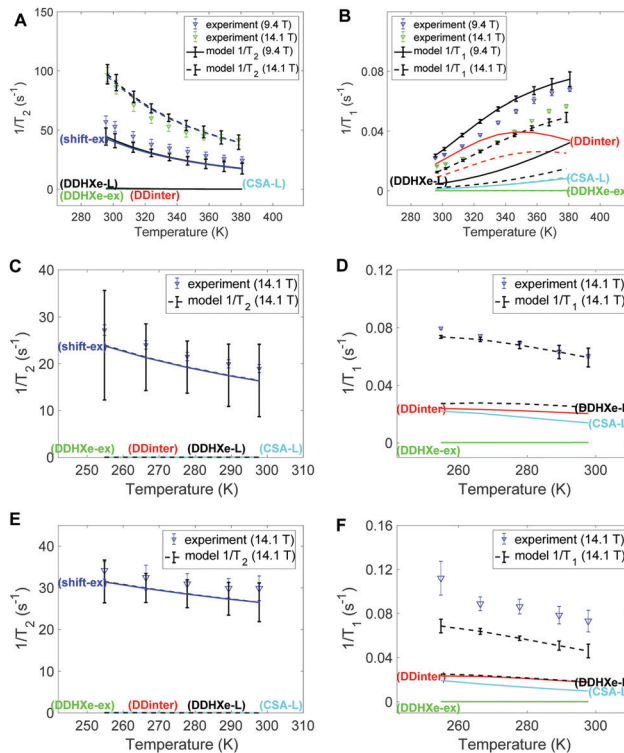 A
experiment (9.4 T)
experiment (14.1 T)
model 1/T2 (9.4 T)
model 1/T2 (14.1 T)
150
100
50
0
1/T2 (s-1)
(shift-ex)
(DDHXe-L)
(DDHXe-ex)
(DDinter)
(CSA-L)
280 300 320 340 360 380 400
Temperature (K)
B
experiment (9.4 T)
experiment (14.1 T)
model 1/T1 (9.4 T)
model 1/T1 (14.1 T)
0.08
0.04
0
1/T1 (s-1)
(DDinter)
(DDHXe-L)
(CSA-L)
(DDHXe-ex)
280 300 320 340 360 380 400
Temperature (K)
C
experiment (14.1 T)
model 1/T2 (14.1 T)
40
30
20
10
0
1/T2 (s-1)
(shift-ex)
(DDHXe-ex) (DDinter) (DDHXe-L) (CSA-L)
250 260 270 280 290 300 310
Temperature (K)
D
experiment (14.1 T)
model 1/T1 (14.1 T)
0.12
0.08
0.04
0
1/T1 (s-1)
(DDHXe-L)
(DDinter)
(CSA-L)
(DDHXe-ex)
260 280 300
Temperature (K)
E
experiment (14.1 T)
model 1/T2 (14.1 T)
60
40
20
0
1/T2 (s-1)
(shift-ex)
(DDHXe-ex) (DDinter) (DDHXe-L) (CSA-L)
250 260 270 280 290 300 310
Temperature (K)
F
experiment (14.1 T)
model 1/T1 (14.1 T)
0.16
0.12
0.08
0.04
0
1/T1 (s-1)
(DDinter)
(DDHXe-L)
(CSA-L)
(DDHXe-ex)
260 280 300
Temperature (K)